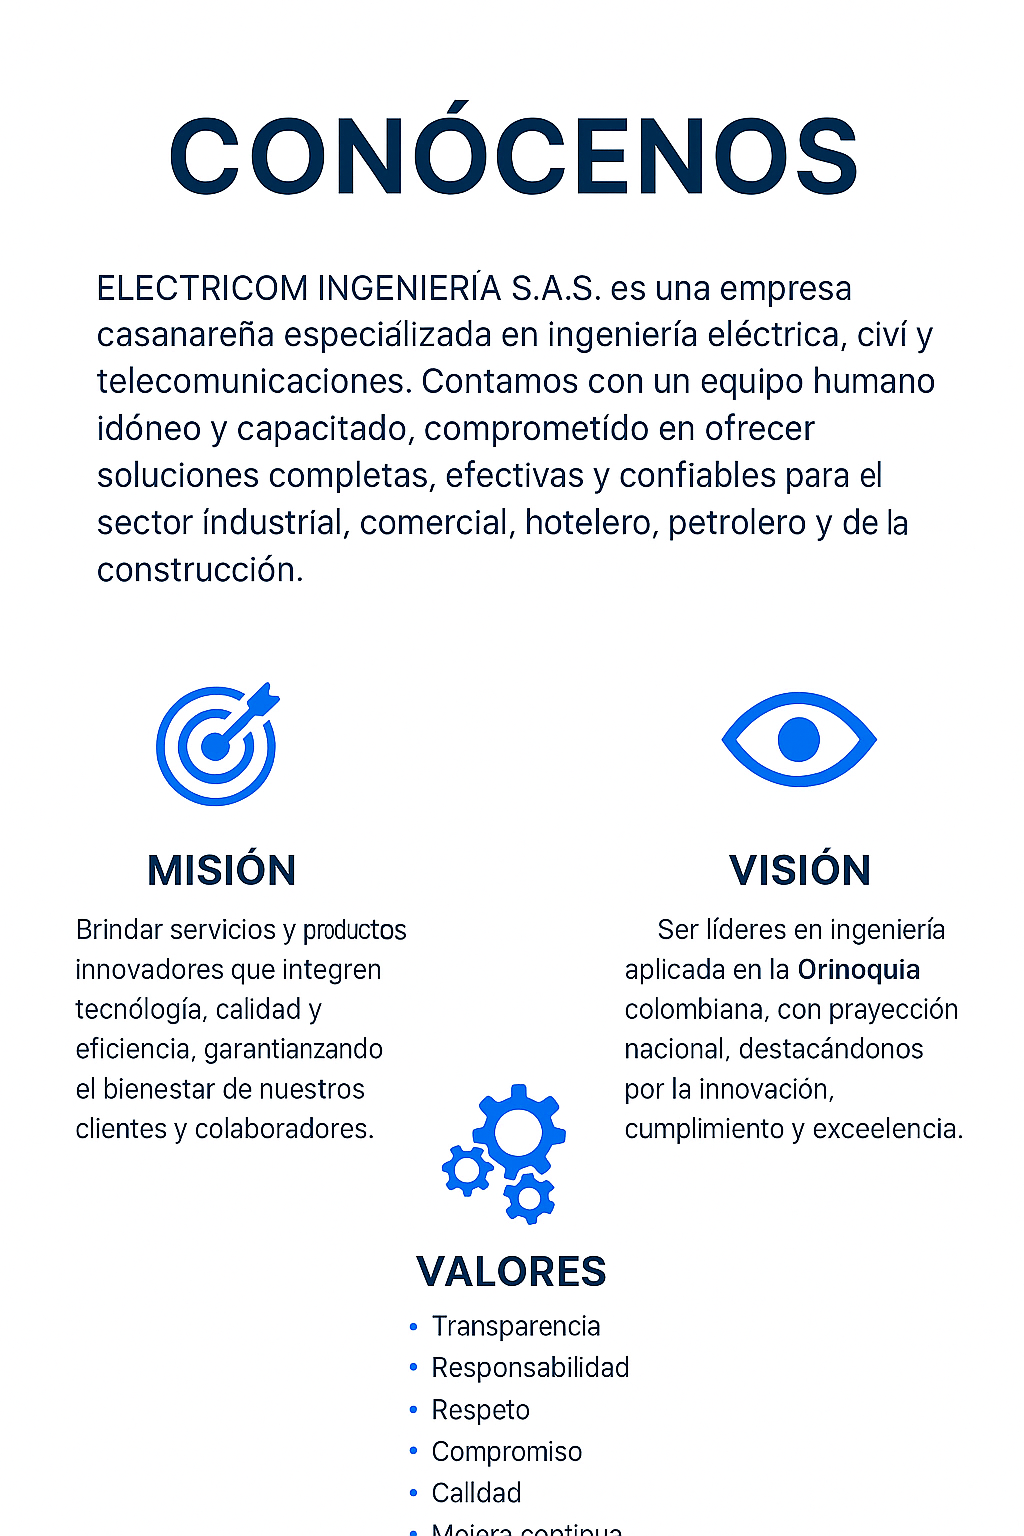 CONÓCENOS
ELECTRICOM INGENIERÍA S.A.S. es una empresa
casanareña especiálizada en ingeniería eléctrica, civí y
telecomunicaciones. Contamos con un equipo humano
idóneo y capacitado, comprometído en ofrecer
soluciones completas, efectivas y confiables para el
sector índustríal, comercial, hotelero, petrolero y de la
construcción.
MISIÓN
Brindar servicios y productos
innovadores que integren
tecnólogía, calidad y
eficiencia, garantianzando
el bienestar de nuestros
clientes y colaboradores.
VISIÓN
Ser líderes en ingeniería
aplicada en la Orinoquia
colombiana, con prayección
nacional, destacándonos
por la innovación,
cumplimiento y exceelencia.
VALORES
• Transparencia
• Responsabilidad
• Respeto
• Compromiso
• Calldad
• Mojera continua